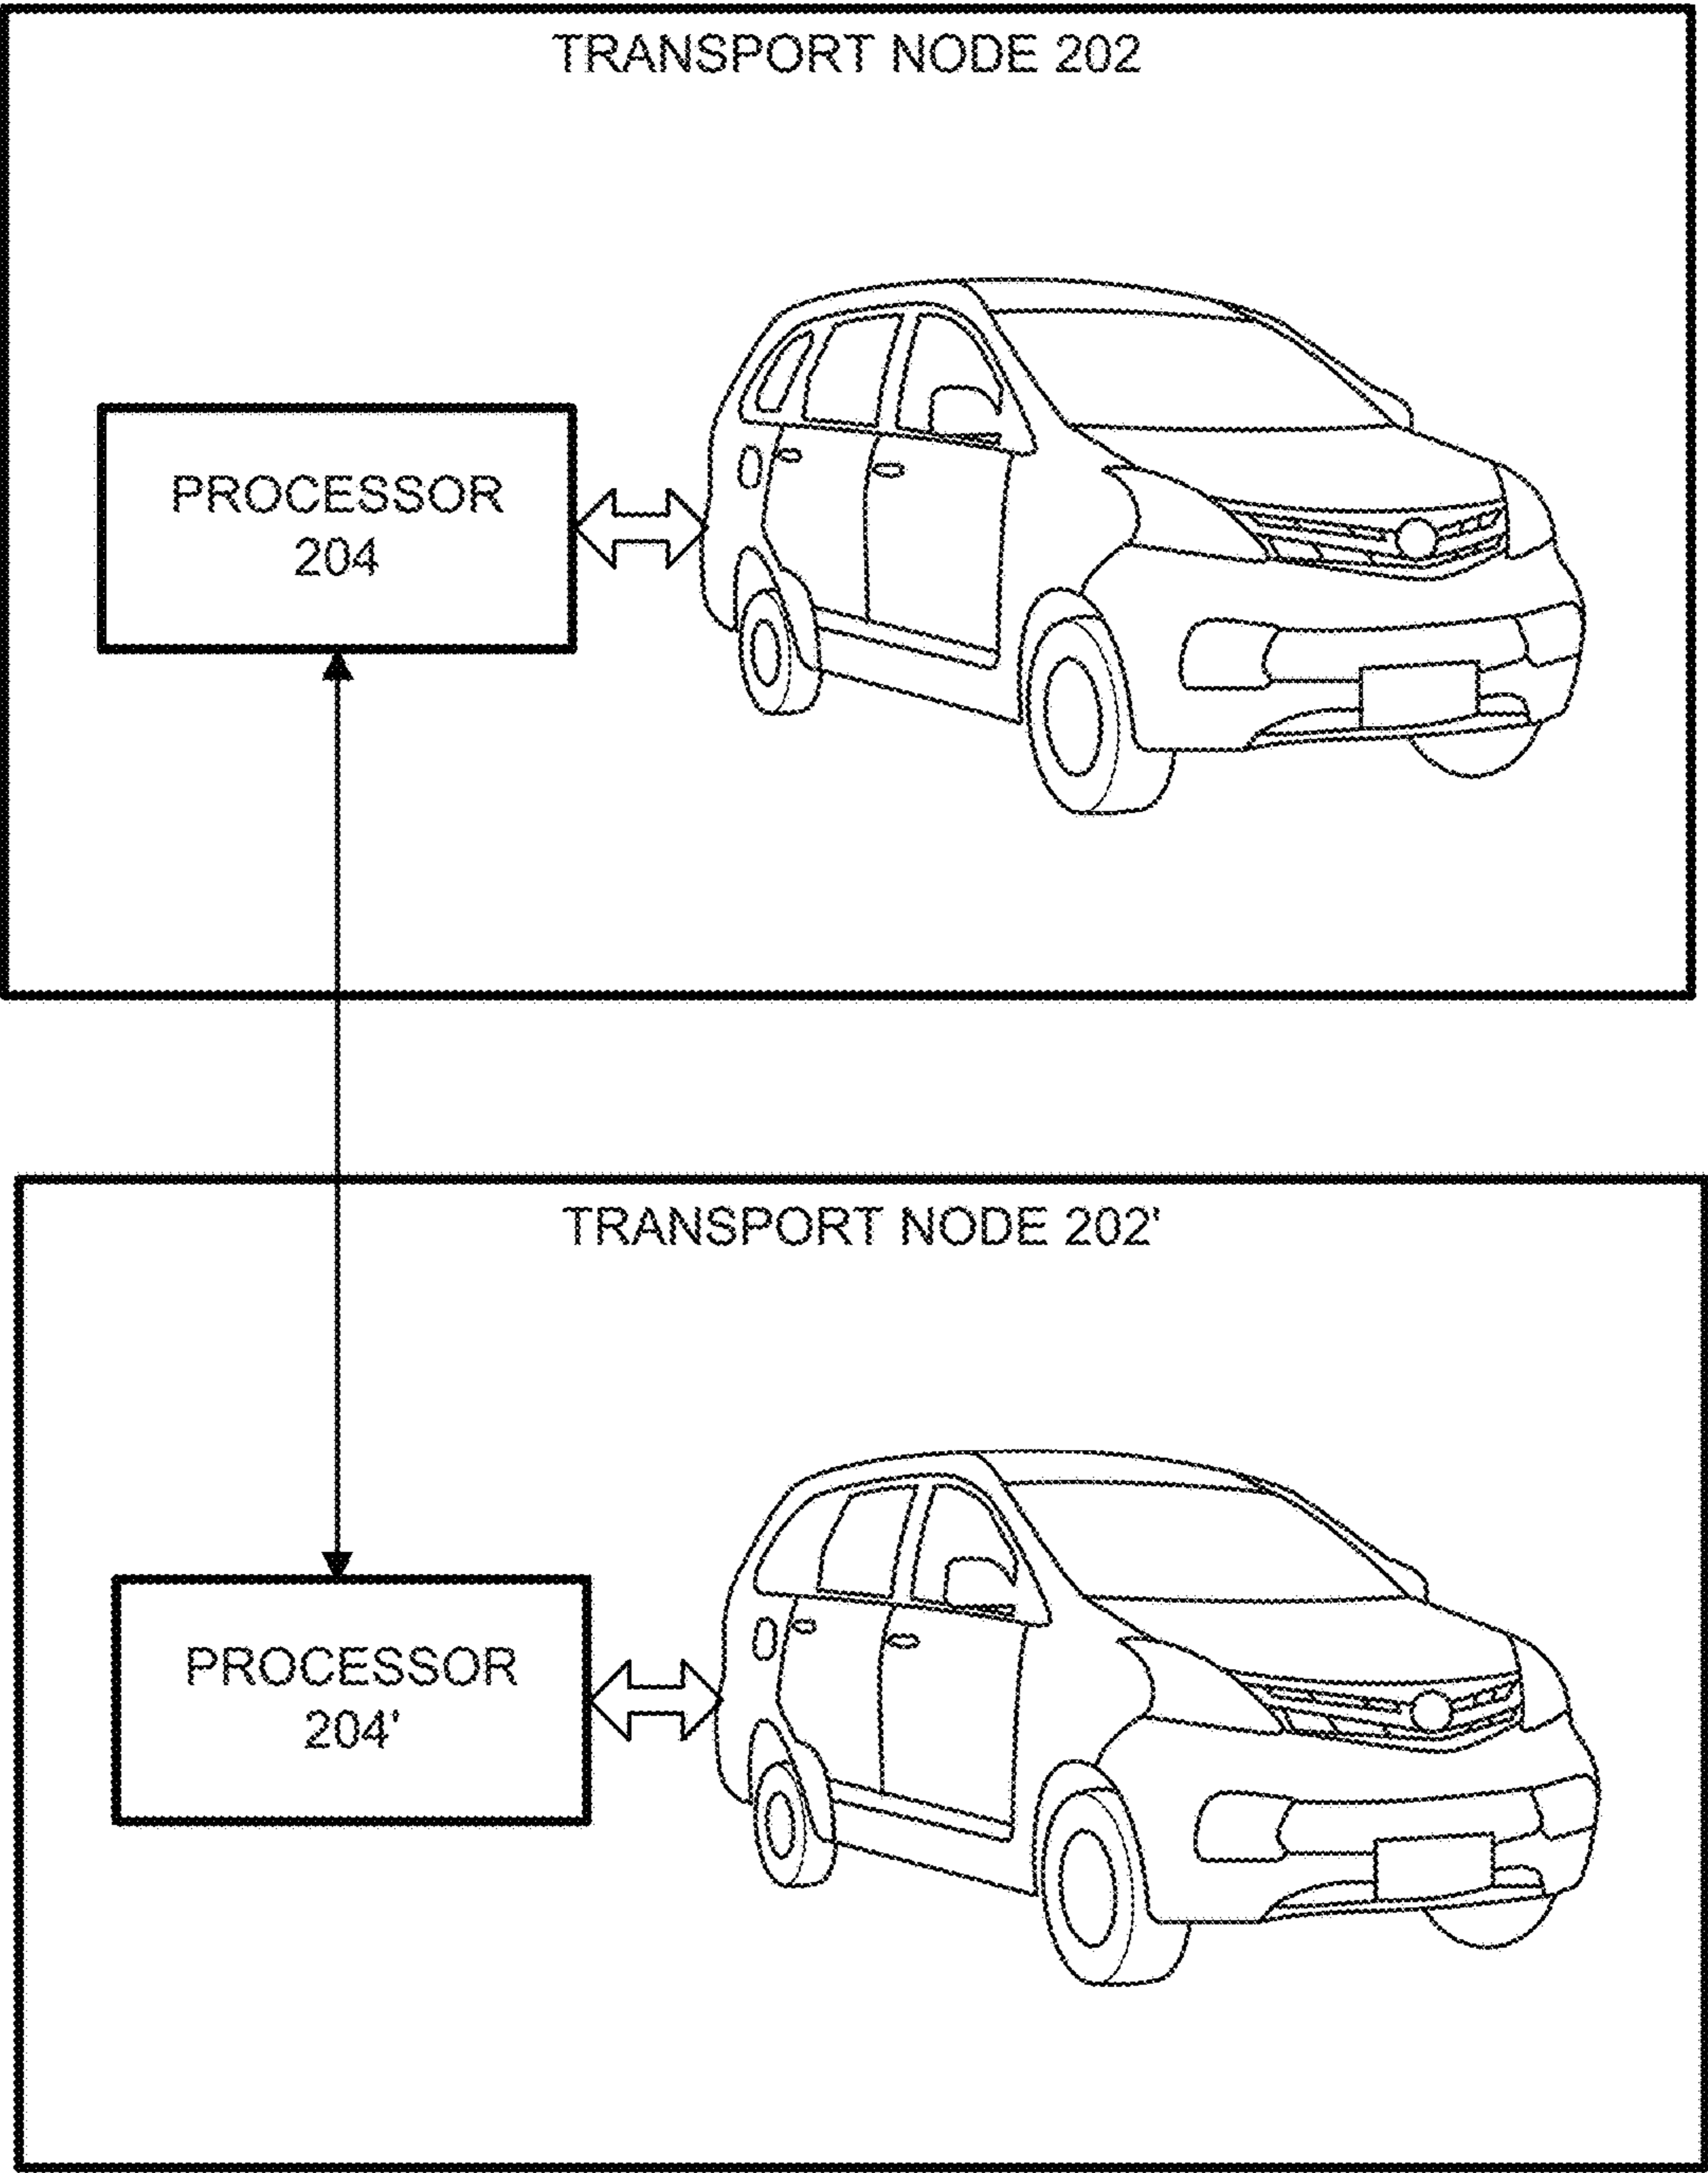 TRANSPORT NODE 202
PROCESSOR
204
TRANSPORT NODE 202'
PROCESSOR
204'